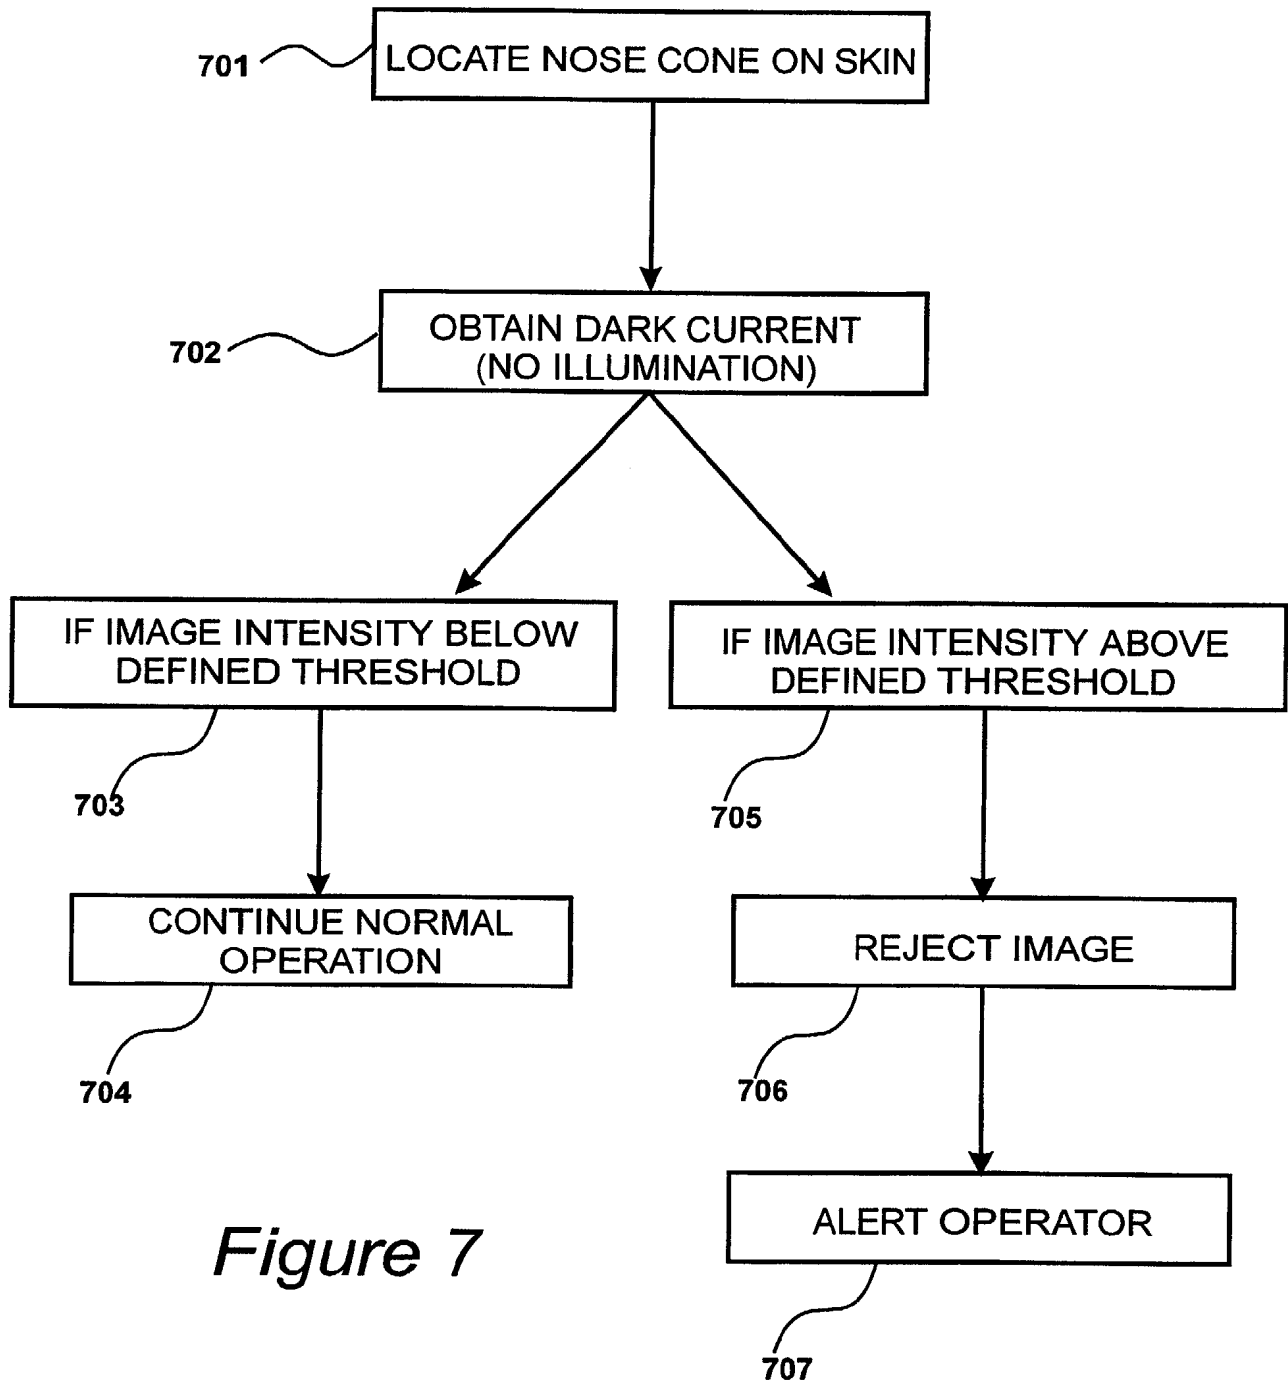 701
LOCATE NOSE CONE ON SKIN
702
OBTAIN DARK CURRENT
(NO ILLUMINATION)
IF IMAGE INTENSITY BELOW
DEFINED THRESHOLD
703
IF IMAGE INTENSITY ABOVE
DEFINED THRESHOLD
705
CONTINUE NORMAL
OPERATION
704
REJECT IMAGE
706
ALERT OPERATOR
707
Figure 7